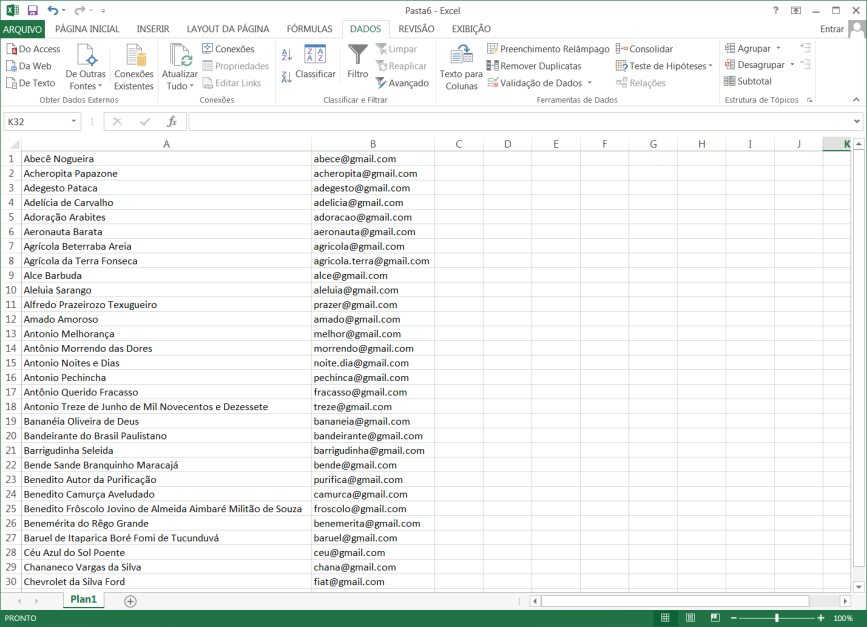 Pasta6 - Excel
?
Entrar
ARQUIVO PÁGINA INICIAL INSERIR LAYOUT DA PÁGINA FÓRMULAS DADOS REVISÃO EXIBIÇÃO
Do Access
Da Web
De Texto
De Outras Fontes
Conexões Existentes
Obter Dados Externos
Atualizar Tudo
Conexões
Propriedades
Editar Links
Conexões
Classificar
Filtro
Limpar
Reaplicar
Avançado
Classificar e Filtrar
Texto para Colunas
Preenchimento Relâmpago
Remover Duplicatas
Validação de Dados
Consolidar
Teste de Hipóteses
Relações
Ferramentas de Dados
Agrupar
Desagrupar
Subtotal
Estrutura de Tópicos
K32 fx
A B C D E F G H I J K
1 Abecê Nogueira abece@gmail.com
2 Acheropita Papazone acheropita@gmail.com
3 Adegesto Pataca adegesto@gmail.com
4 Adelícia de Carvalho adelicia@gmail.com
5 Adoração Arabites adoracao@gmail.com
6 Aeronauta Barata aeronauta@gmail.com
7 Agrícola Beterraba Areia agricola@gmail.com
8 Agrícola da Terra Fonseca agricola.terra@gmail.com
9 Alce Barbuda alce@gmail.com
10 Aleluia Sarango aleluia@gmail.com
11 Alfredo Prazeirozo Texugueiro prazer@gmail.com
12 Amado Amoroso amado@gmail.com
13 Antonio Melhorança melhor@gmail.com
14 Antônio Morrendo das Dores morrendo@gmail.com
15 Antonio Noites e Dias noite.dia@gmail.com
16 Antonio Pechincha pechinca@gmail.com
17 Antônio Querido Fracasso fracasso@gmail.com
18 Antonio Treze de Junho de Mil Novecentos e Dezessete treze@gmail.com
19 Bananéia Oliveira de Deus bananeia@gmail.com
20 Bandeirante do Brasil Paulistano bandeirante@gmail.com
21 Barrigudinha Seleida barrigudinha@gmail.com
22 Bende Sande Branquinho Maracajá bende@gmail.com
23 Benedito Autor da Purificação purifica@gmail.com
24 Benedito Camurça Aveludado camurca@gmail.com
25 Benedito Frôscolo Jovino de Almeida Aimbaré Militão de Souza froscolo@gmail.com
26 Benemérita do Rêgo Grande benemerita@gmail.com
27 Baruel de Itaparica Boré Fomi de Tucunduvá baruel@gmail.com
28 Céu Azul do Sol Poente ceu@gmail.com
29 Chananeco Vargas da Silva chana@gmail.com
30 Chevrolet da Silva Ford fiat@gmail.com
Plan1
PRONTO 100%